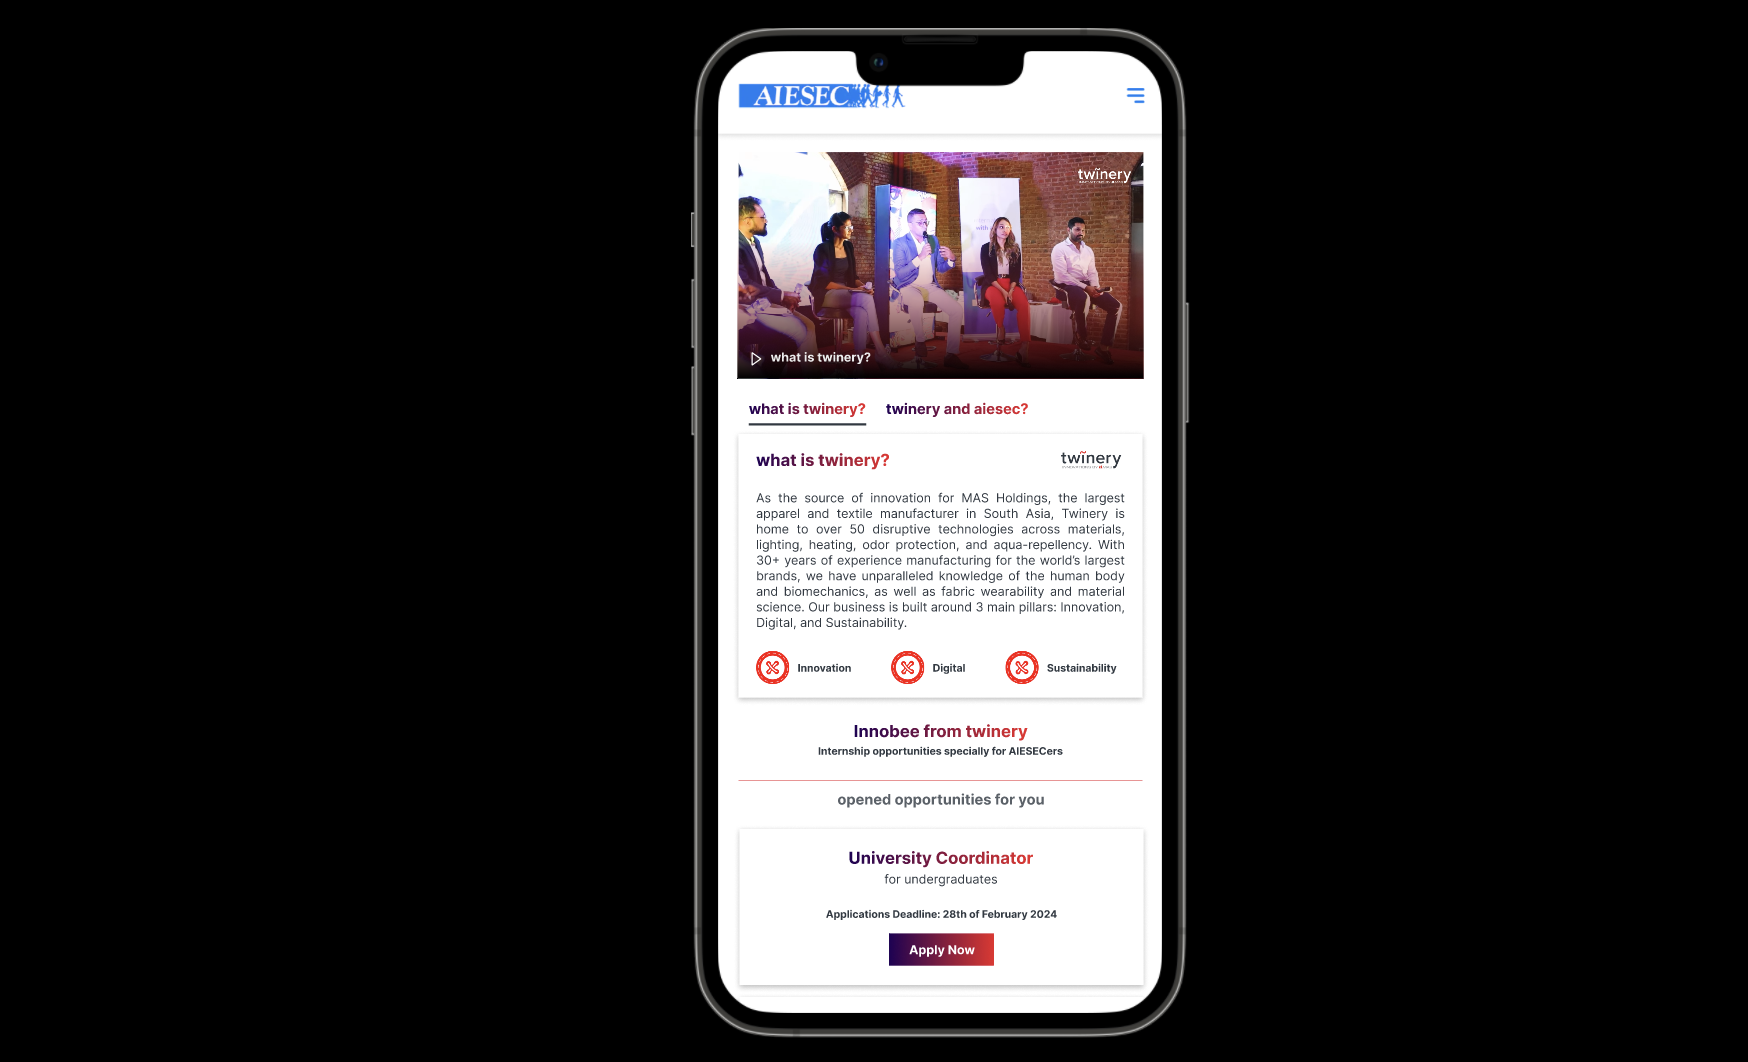 AIESEC
twinery
what is twinery?
what is twinery?
twinery and aiesec?
what is twinery?
twinery
As the source of innovation for MAS Holdings, the largest
apparel and textile manufacturer in South Asia, Twinery is
home to over 50 disruptive technologies across materials,
lighting, heating, odor protection, and aqua-repellency. With
30+ years of experience manufacturing for the world's largest
brands, we have unparalleled knowledge of the human body
and biomechanics, as well as fabric wearability and material
science. Our business is built around 3 main pillars: Innovation,
Digital, and Sustainability.
Innovation
Digital
Sustainability
Innobee from twinery
Internship opportunities specially for AIESECers
opened opportunities for you
University Coordinator
for undergraduates
Applications Deadline: 28th of February 2024
Apply Now